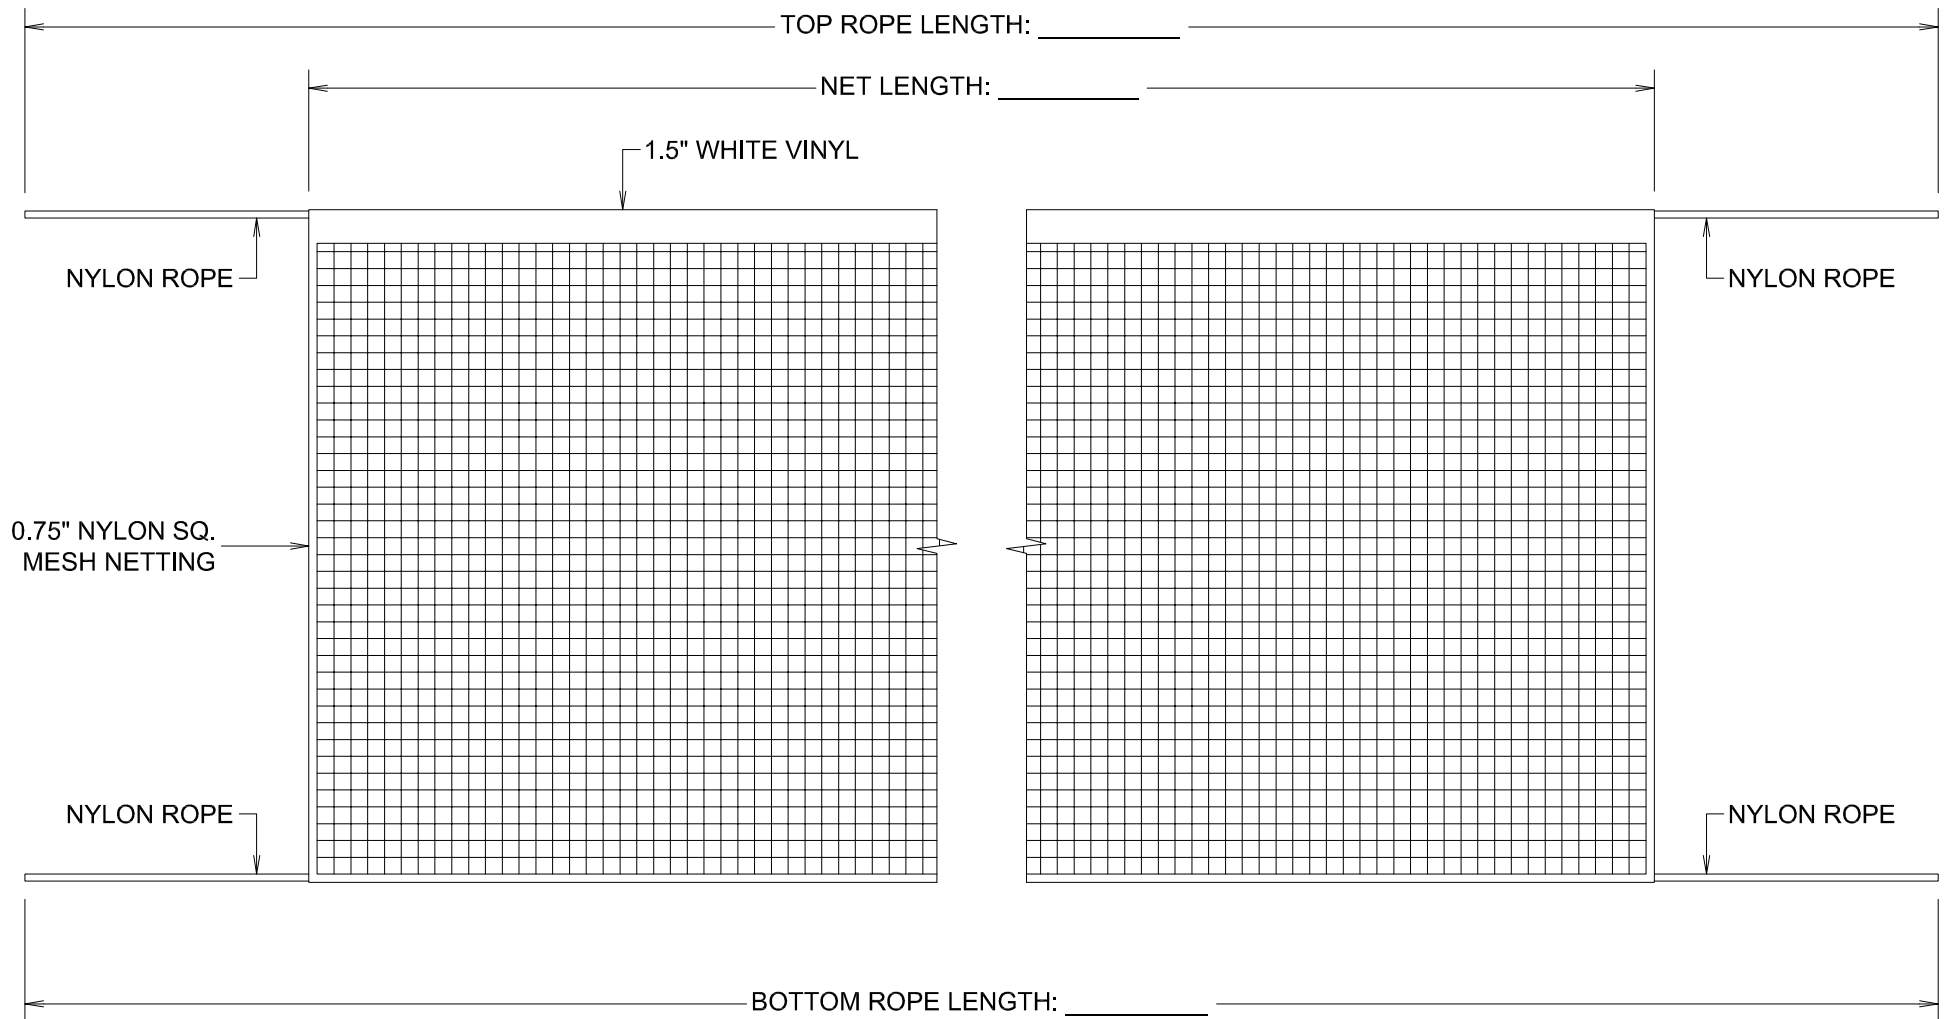 TOP ROPE LENGTH: __________
NET LENGTH: __________
1.5" WHITE VINYL
NYLON ROPE
NYLON ROPE
0.75" NYLON SQ.
MESH NETTING
NYLON ROPE
NYLON ROPE
BOTTOM ROPE LENGTH: __________